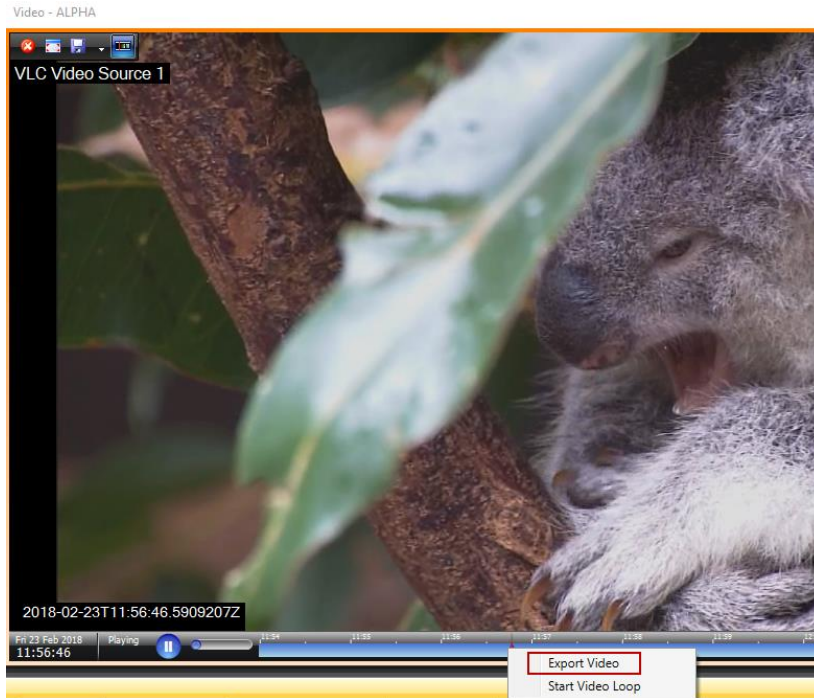 Video - ALPHA
VLC Video Source 1
2018-02-23T11:56:46.5909207Z
Fri 23 Feb 2018
11:56:46
Playing
11:54 11:55 11:56 11:57 11:58 11:59
Export Video
Start Video Loop